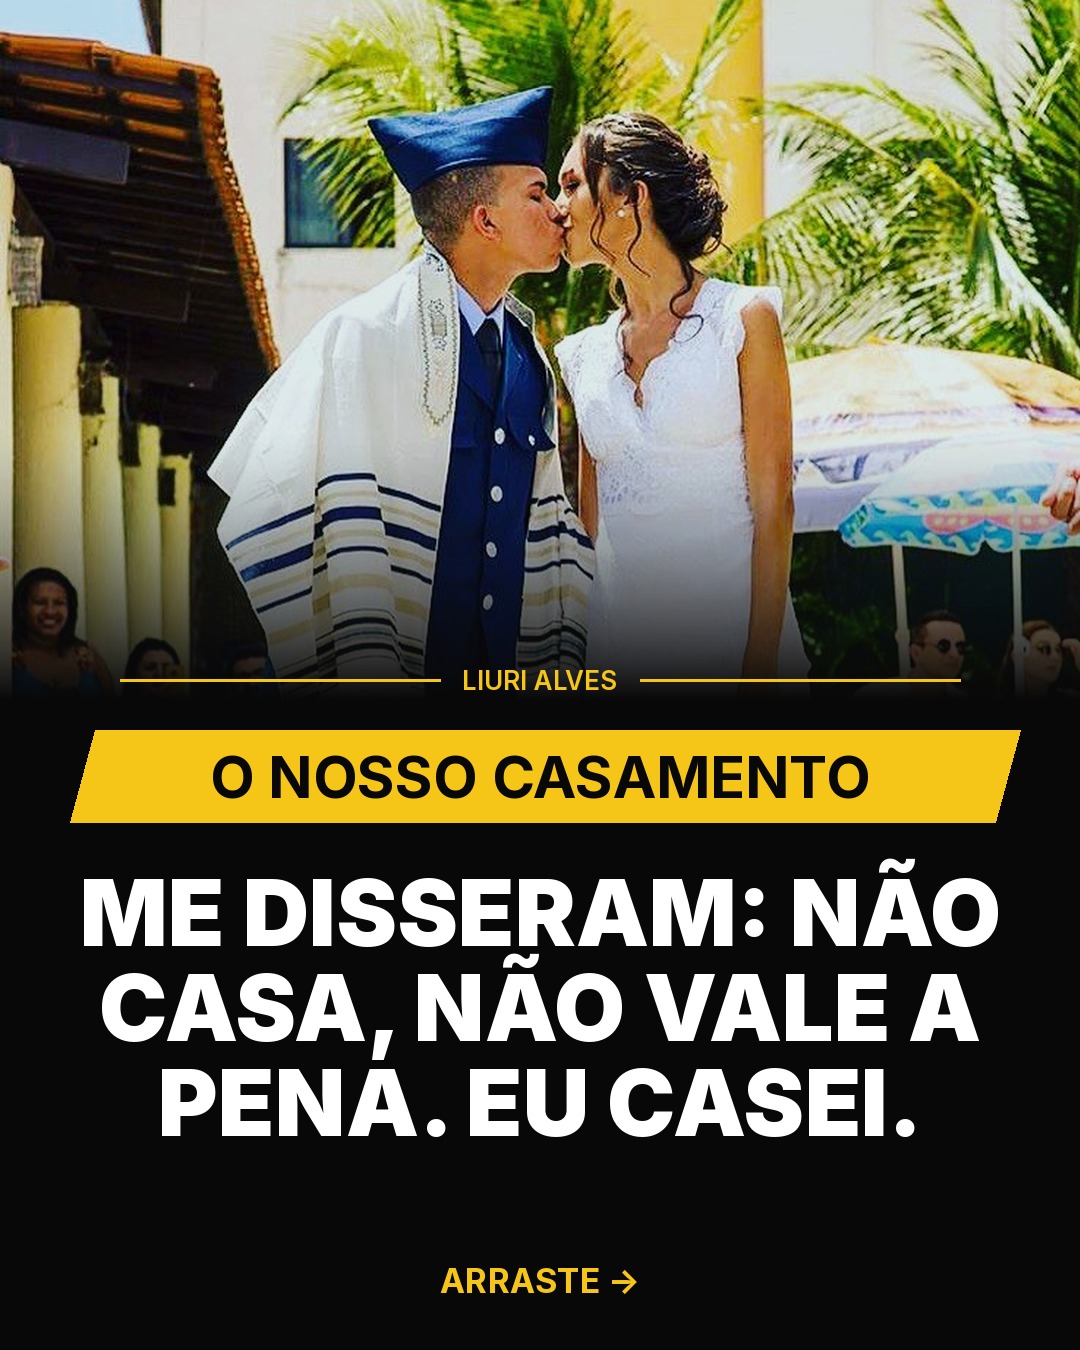 LIURI ALVES
O NOSSO CASAMENTO
ME DISSERAM: NÃO
CASA, NÃO VALE A
PENA. EU CASEI.
ARRASTE →